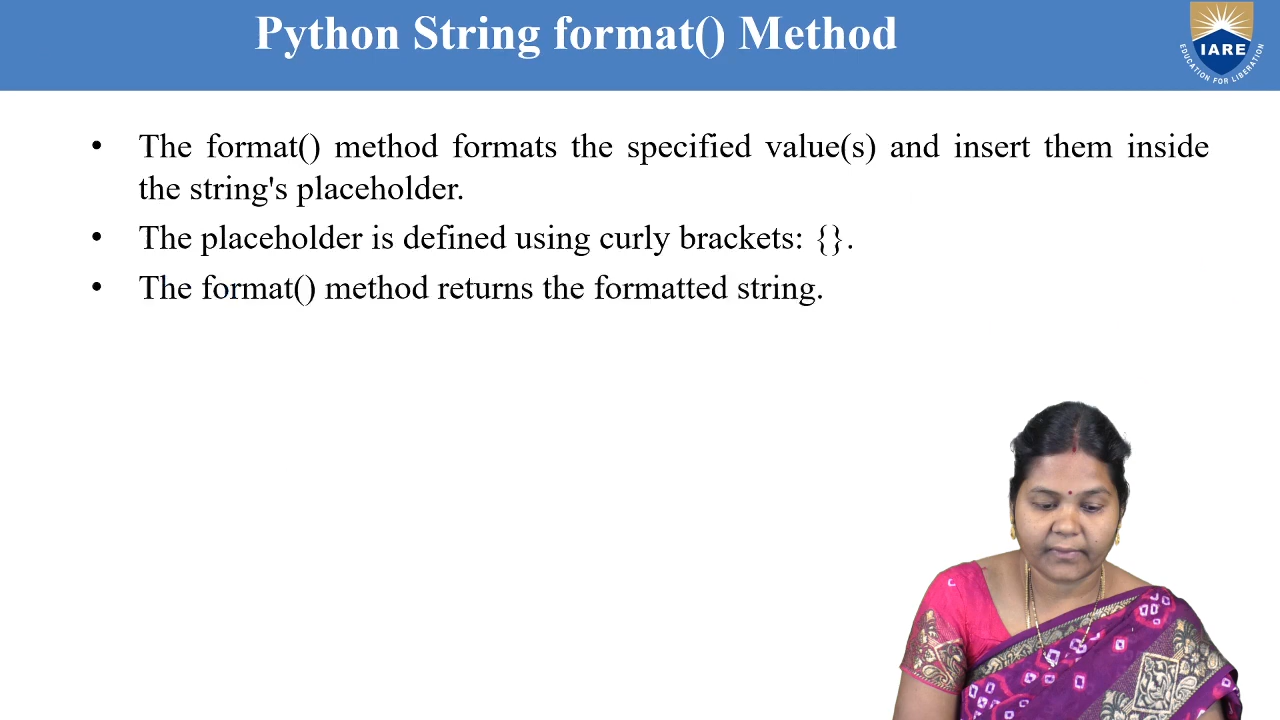 Python String format() Method
IARE
EDUCATION FOR LIBERATION
• The format() method formats the specified value(s) and insert them inside
the string's placeholder.
• The placeholder is defined using curly brackets: {}.
• The format() method returns the formatted string.